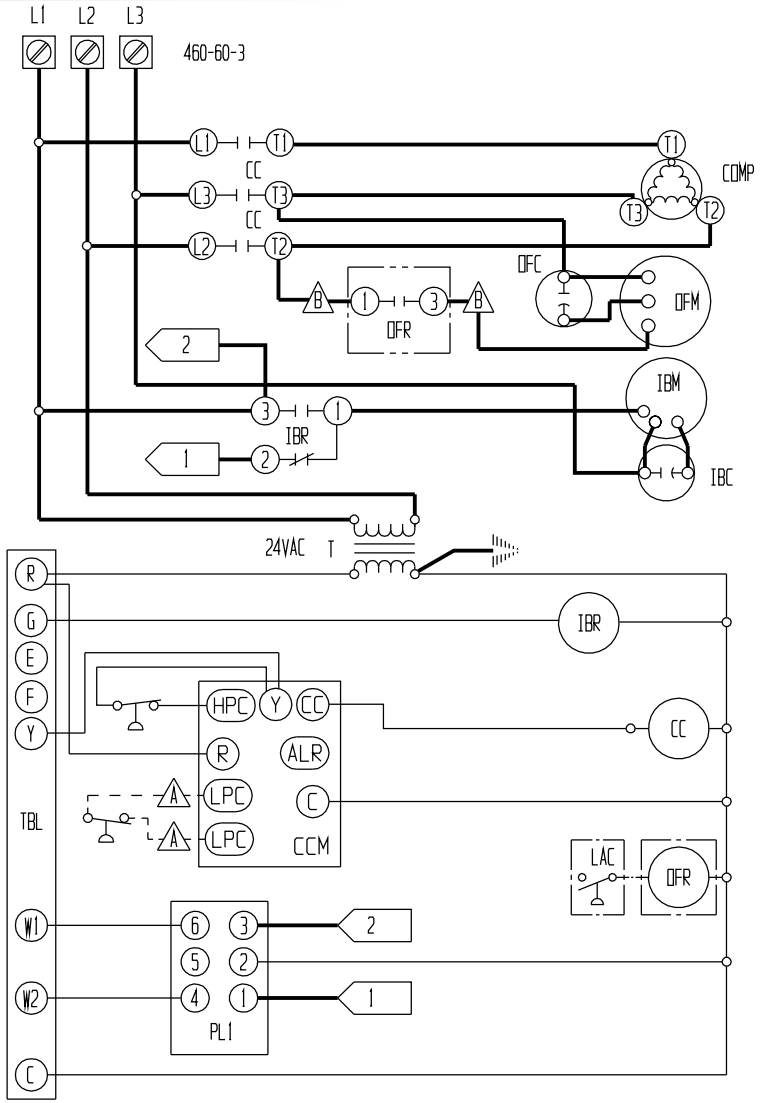 L1 L2 L3
460-60-3
L1 T1 T1
CC
COMP
L3 T3 T3 T2
CC
L2 T2
OFC
B 1 3 B OFM
OFR
2
IBM
3 1
IBR
1 2
IBC
24VAC T
R
G IBR
E
F
HPC Y CC
Y CC
R ALR
A LPC
C
TBL
A LPC
CCM
LAC
OFR
W1 6 3 2
5 2
W2 4 1 1
PL1
C